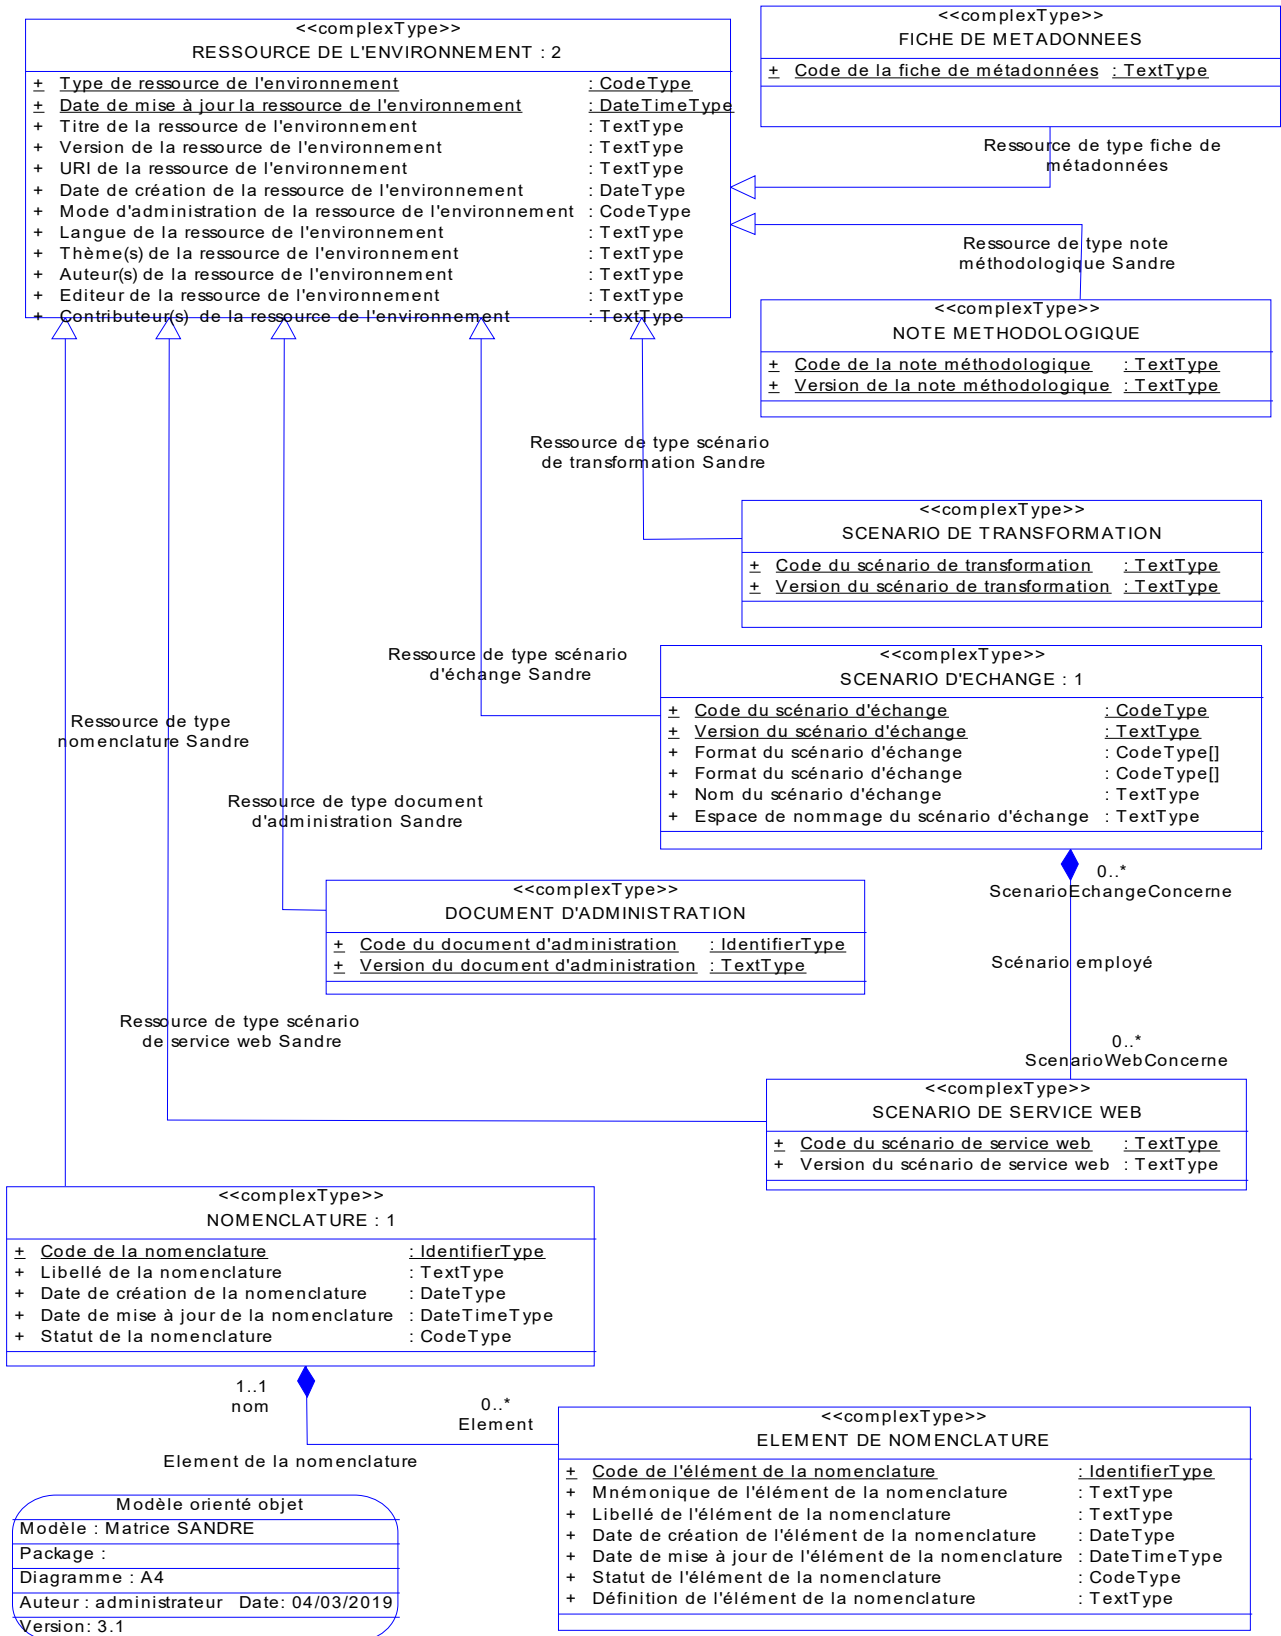 <<complexType>>
RESSOURCE DE L'ENVIRONNEMENT : 2
+ Type de ressource de l'environnement : CodeType
+ Date de mise à jour la ressource de l'environnement : DateTimeType
+ Titre de la ressource de l'environnement : TextType
+ Version de la ressource de l'environnement : TextType
+ URI de la ressource de l'environnement : TextType
+ Date de création de la ressource de l'environnement : DateType
+ Mode d'administration de la ressource de l'environnement : CodeType
+ Langue de la ressource de l'environnement : TextType
+ Thème(s) de la ressource de l'environnement : TextType
+ Auteur(s) de la ressource de l'environnement : TextType
+ Editeur de la ressource de l'environnement : TextType
+ Contributeur(s) de la ressource de l'environnement : TextType
<<complexType>>
FICHE DE METADONNEES
+ Code de la fiche de métadonnées : TextType
Ressource de type fiche de
métadonnées
Ressource de type note
méthodologique Sandre
<<complexType>>
NOTE METHODOLOGIQUE
+ Code de la note méthodologique : TextType
+ Version de la note méthodologique : TextType
Ressource de type scénario
de transformation Sandre
<<complexType>>
SCENARIO DE TRANSFORMATION
+ Code du scénario de transformation : TextType
+ Version du scénario de transformation : TextType
Ressource de type scénario
d'échange Sandre
<<complexType>>
SCENARIO D'ECHANGE : 1
+ Code du scénario d'échange : CodeType
+ Version du scénario d'échange : TextType
+ Format du scénario d'échange : CodeType[]
+ Format du scénario d'échange : CodeType[]
+ Nom du scénario d'échange : TextType
+ Espace de nommage du scénario d'échange : TextType
Ressource de type
nomenclature Sandre
Ressource de type document
d'administration Sandre
0..*
ScenarioEchangeConcerne
<<complexType>>
DOCUMENT D'ADMINISTRATION
+ Code du document d'administration : IdentifierType
+ Version du document d'administration : TextType
Scénario employé
Ressource de type scénario
de service web Sandre
0..*
ScenarioWebConcerne
<<complexType>>
SCENARIO DE SERVICE WEB
+ Code du scénario de service web : TextType
+ Version du scénario de service web : TextType
<<complexType>>
NOMENCLATURE : 1
+ Code de la nomenclature : IdentifierType
+ Libellé de la nomenclature : TextType
+ Date de création de la nomenclature : DateType
+ Date de mise à jour de la nomenclature : DateTimeType
+ Statut de la nomenclature : CodeType
1..1
nom
0..*
Element
Element de la nomenclature
<<complexType>>
ELEMENT DE NOMENCLATURE
+ Code de l'élément de la nomenclature : IdentifierType
+ Mnémonique de l'élément de la nomenclature : TextType
+ Libellé de l'élément de la nomenclature : TextType
+ Date de création de l'élément de la nomenclature : DateType
+ Date de mise à jour de l'élément de la nomenclature : DateTimeType
+ Statut de l'élément de la nomenclature : CodeType
+ Définition de l'élément de la nomenclature : TextType
Modèle orienté objet
Modèle : Matrice SANDRE
Package :
Diagramme : A4
Auteur : administrateur Date: 04/03/2019
Version: 3.1